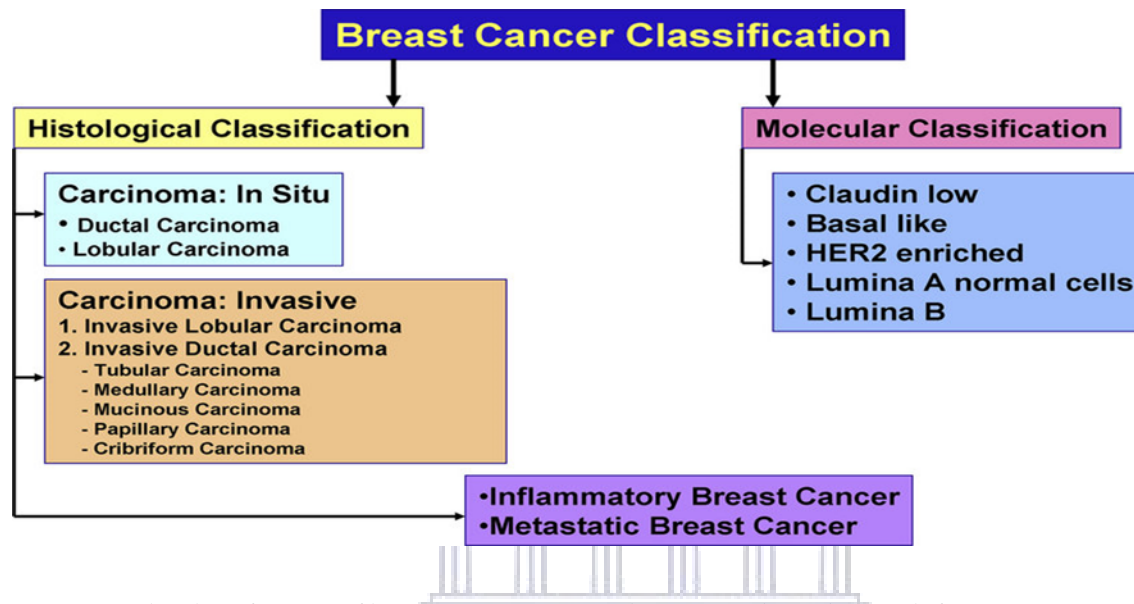 Breast Cancer Classification
Histological Classification
Molecular Classification
Carcinoma: In Situ
• Ductal Carcinoma
• Lobular Carcinoma
Carcinoma: Invasive
1. Invasive Lobular Carcinoma
2. Invasive Ductal Carcinoma
- Tubular Carcinoma
- Medullary Carcinoma
- Mucinous Carcinoma
- Papillary Carcinoma
- Cribriform Carcinoma
• Claudin low
• Basal like
• HER2 enriched
• Lumina A normal cells
• Lumina B
•Inflammatory Breast Cancer
•Metastatic Breast Cancer